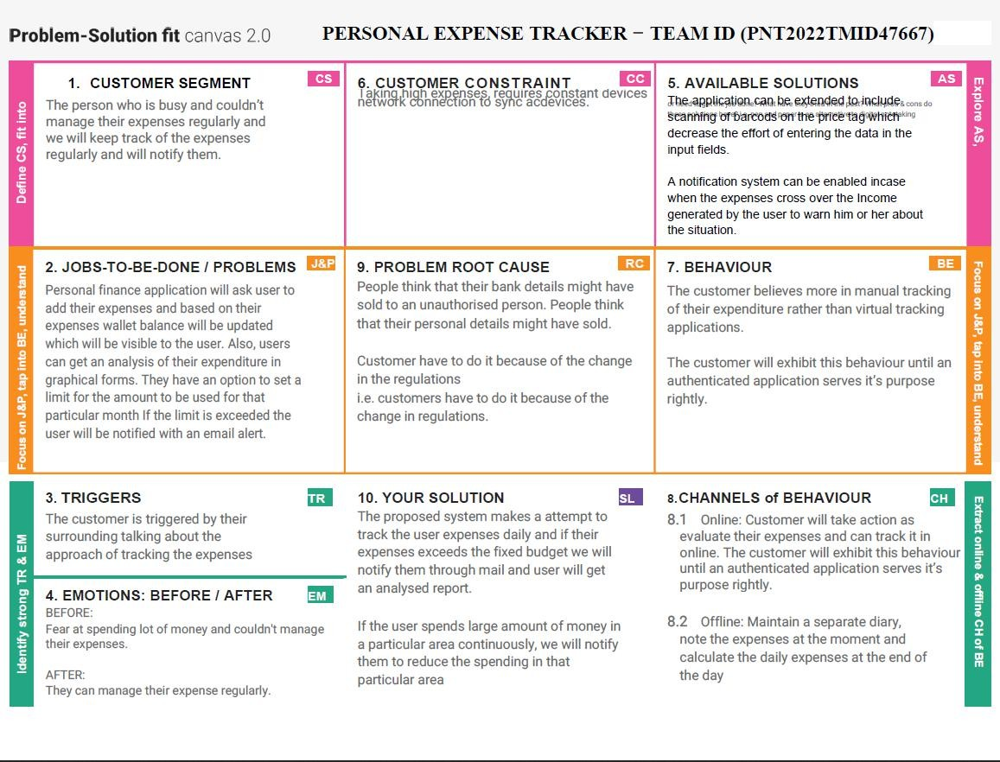 Problem-Solution fit canvas 2.0
PERSONAL EXPENSE TRACKER – TEAM ID (PNT2022TMID47667)
Define CS, fit into
1. CUSTOMER SEGMENT
CS
The person who is busy and couldn't
manage their expenses regularly and
we will keep track of the expenses
regularly and will notify them.
6. CUSTOMER CONSTRAINT
CC
Taking high expenses, requires constant devices
network connection to sync acdevices.
5. AVAILABLE SOLUTIONS
AS
The application can be extended to include
scanning of barcods on the price tag which
decrease the effort of entering the data in the
input fields.
A notification system can be enabled incase
when the expenses cross over the Income
generated by the user to warn him or her about
the situation.
Explore AS,
Focus on J&P, tap into BE, understand
2. JOBS-TO-BE-DONE / PROBLEMS
J&P
Personal finance application will ask user to
add their expenses and based on their
expenses wallet balance will be updated
which will be visible to the user. Also, users
can get an analysis of their expenditure in
graphical forms. They have an option to set a
limit for the amount to be used for that
particular month If the limit is exceeded the
user will be notified with an email alert.
9. PROBLEM ROOT CAUSE
RC
People think that their bank details might have
sold to an unauthorised person. People think
that their personal details might have sold.
Customer have to do it because of the change
in the regulations
i.e. customers have to do it because of the
change in regulations.
7. BEHAVIOUR
BE
The customer believes more in manual tracking
of their expenditure rather than virtual tracking
applications.
The customer will exhibit this behaviour until an
authenticated application serves it's purpose
rightly.
Focus on J&P, tap into BE, understand
Identify strong TR & EM
3. TRIGGERS
TR
The customer is triggered by their
surrounding talking about the
approach of tracking the expenses
4. EMOTIONS: BEFORE / AFTER
EM
BEFORE:
Fear at spending lot of money and couldn't manage
their expenses.
AFTER:
They can manage their expense regularly.
10. YOUR SOLUTION
SL
The proposed system makes a attempt to
track the user expenses daily and if their
expenses exceeds the fixed budget we will
notify them through mail and user will get
an analysed report.
If the user spends large amount of money in
a particular area continuously, we will notify
them to reduce the spending in that
particular area
8.CHANNELS of BEHAVIOUR
CH
8.1 Online: Customer will take action as
evaluate their expenses and can track it in
online. The customer will exhibit this behaviour
until an authenticated application serves it's
purpose rightly.
8.2 Offline: Maintain a separate diary,
note the expenses at the moment and
calculate the daily expenses at the end of
the day
Extract online & offline CH of BE